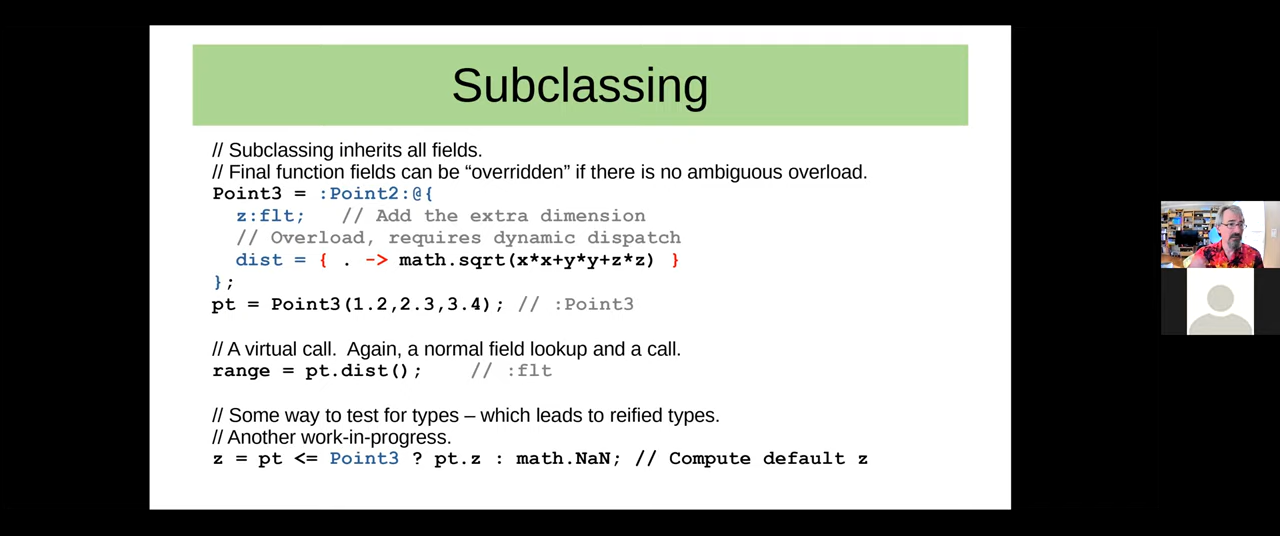 Subclassing
// Subclassing inherits all fields.
// Final function fields can be “overridden” if there is no ambiguous overload.
Point3 = :Point2:@{
  z:flt;   // Add the extra dimension
  // Overload, requires dynamic dispatch
  dist = { . -> math.sqrt(x*x+y*y+z*z) }
};
pt = Point3(1.2,2.3,3.4); // :Point3
// A virtual call.  Again, a normal field lookup and a call.
range = pt.dist();    // :flt
// Some way to test for types – which leads to reified types.
// Another work-in-progress.
z = pt <= Point3 ? pt.z : math.NaN; // Compute default z